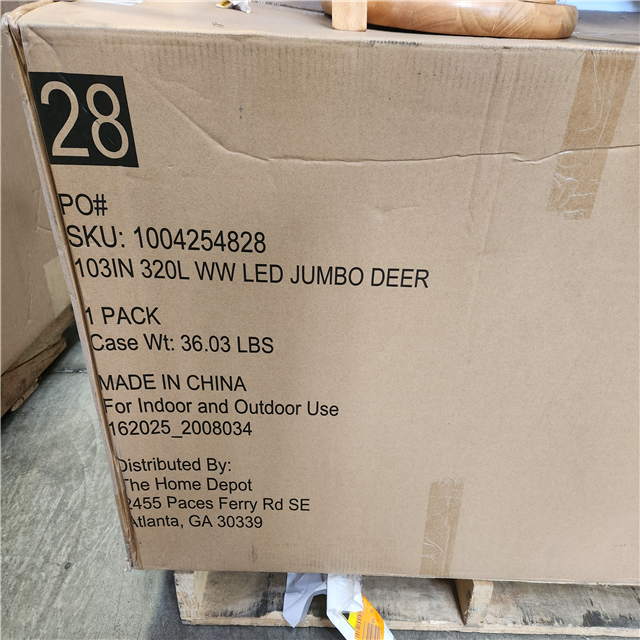 28
PO#
SKU: 1004254828
103IN 320L WW LED JUMBO DEER
1 PACK
Case Wt: 36.03 LBS
MADE IN CHINA
For Indoor and Outdoor Use
162025_2008034
Distributed By:
The Home Depot
2455 Paces Ferry Rd SE
Atlanta, GA 30339